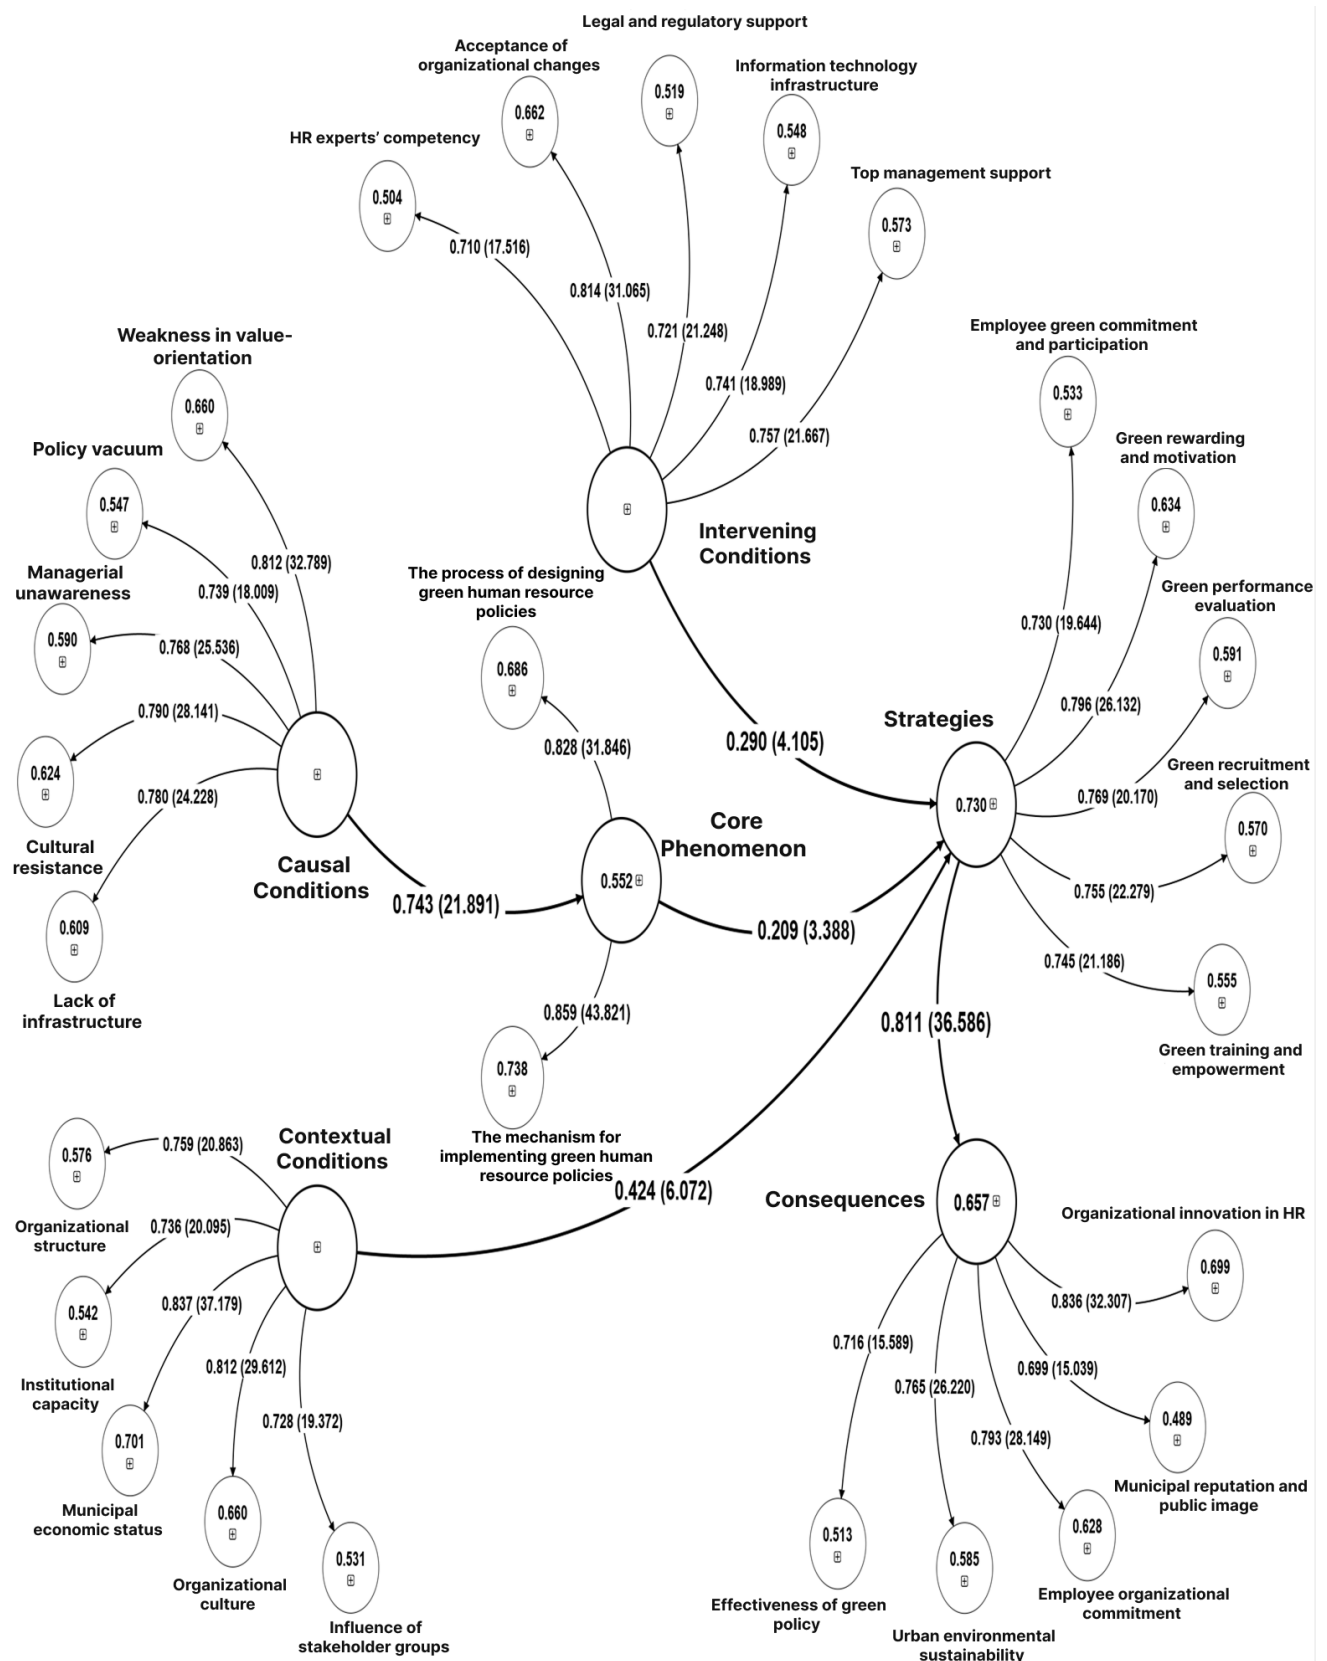 Legal and regulatory support
Acceptance of
organizational changes
Information technology
infrastructure
HR experts’ competency
Top management support
0.519
0.662
0.548
0.504
0.573
0.710 (17.516)
0.814 (31.065)
0.721 (21.248)
0.741 (18.989)
0.757 (21.667)
Intervening
Conditions
Weakness in value-
orientation
0.660
Policy vacuum
0.547
Managerial
unawareness
0.590
0.624
Cultural
resistance
0.609
Lack of
infrastructure
0.812 (32.789)
0.739 (18.009)
0.768 (25.536)
0.790 (28.141)
0.780 (24.228)
Causal
Conditions
0.743 (21.891)
The process of designing
green human resource
policies
0.686
0.828 (31.846)
Core
Phenomenon
0.552
0.859 (43.821)
0.738
The mechanism for
implementing green human
resource policies
0.290 (4.105)
0.209 (3.388)
0.424 (6.072)
Employee green commitment
and participation
0.533
Green rewarding
and motivation
0.634
Green performance
evaluation
0.591
Green recruitment
and selection
0.570
0.555
Green training and
empowerment
0.730 (19.644)
0.796 (26.132)
0.769 (20.170)
0.755 (22.279)
0.745 (21.186)
Strategies
0.730
0.811 (36.586)
Contextual
Conditions
0.759 (20.863)
0.576
Organizational
structure
0.736 (20.095)
0.542
Institutional
capacity
0.837 (37.179)
0.701
Municipal
economic status
0.812 (29.612)
0.660
Organizational
culture
0.728 (19.372)
0.531
Influence of
stakeholder groups
Consequences
0.657
Organizational innovation in HR
0.699
0.836 (32.307)
0.699 (15.039)
0.489
Municipal reputation and
public image
0.793 (28.149)
0.628
Employee organizational
commitment
0.765 (26.220)
0.585
Urban environmental
sustainability
0.716 (15.589)
0.513
Effectiveness of green
policy